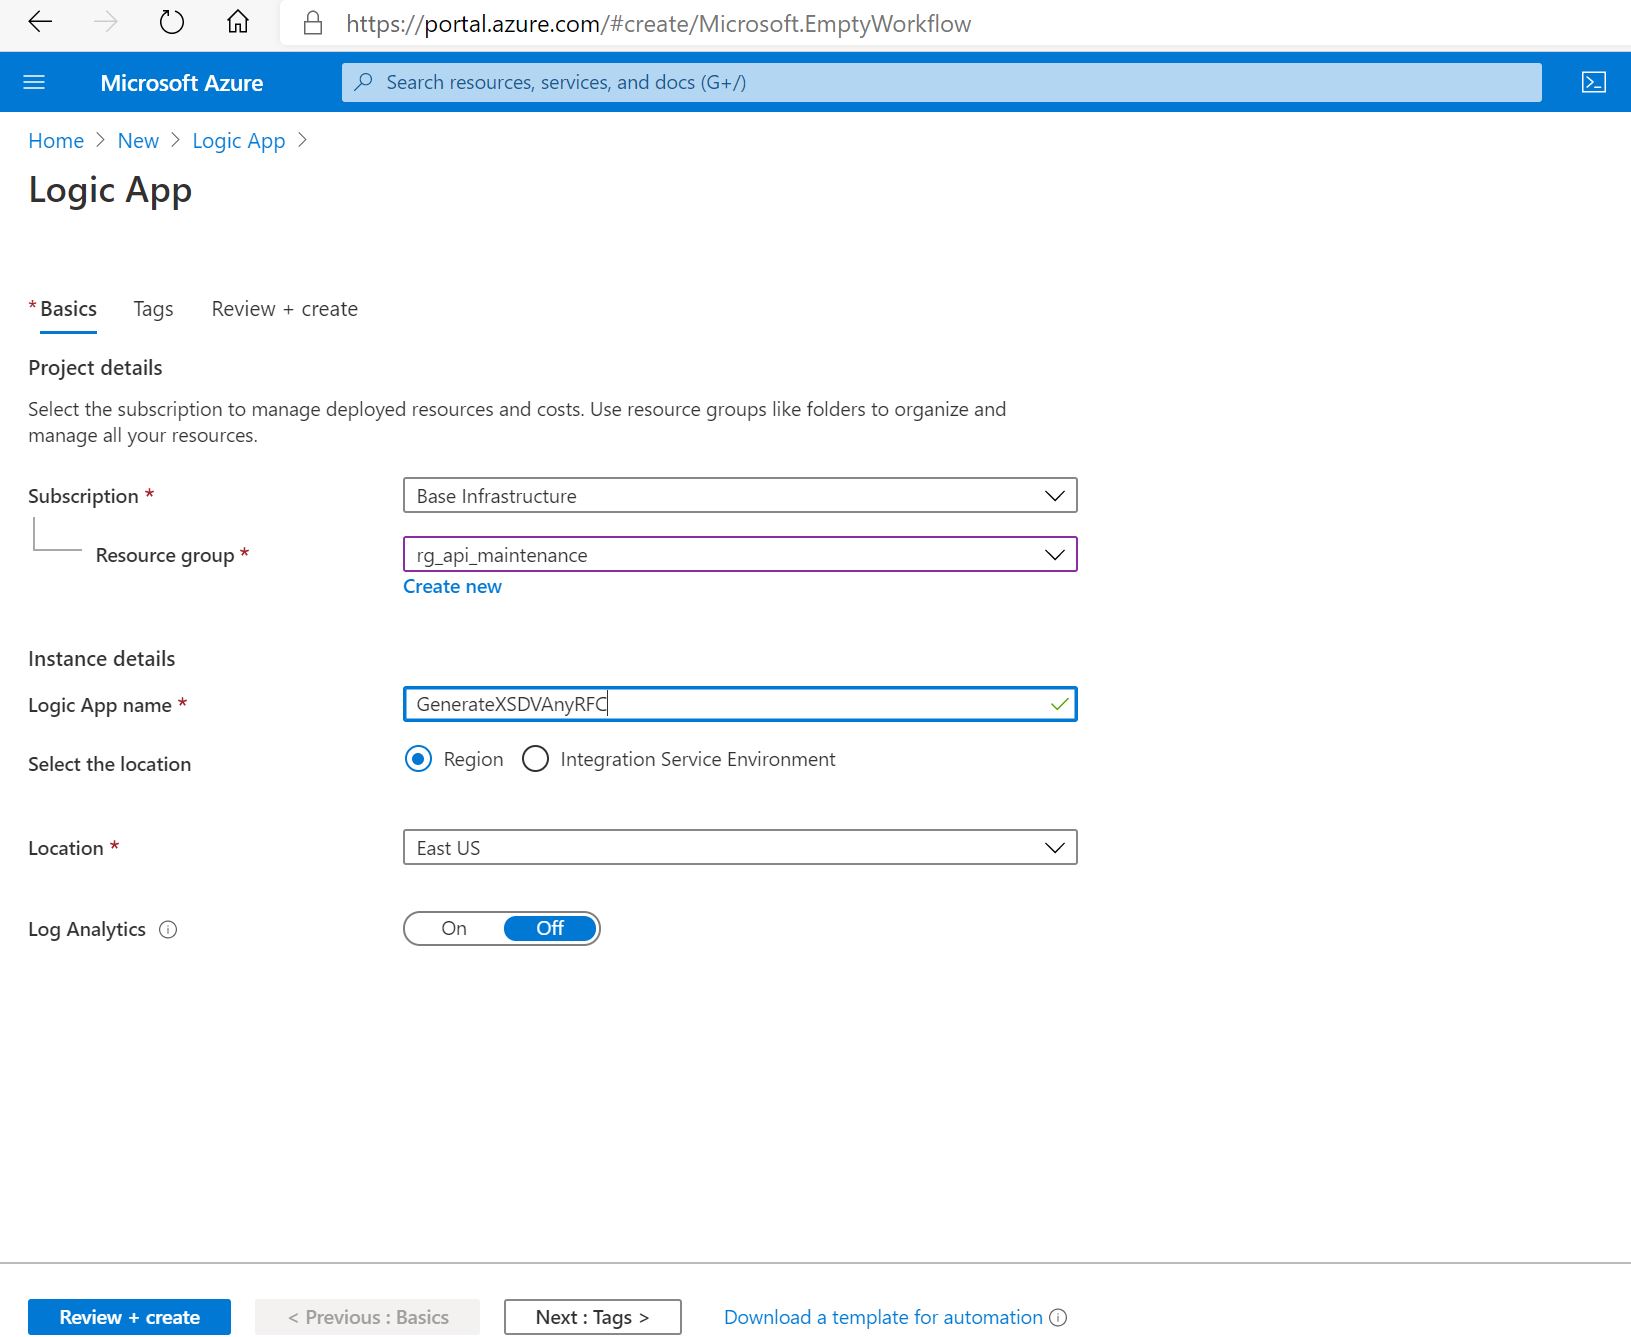 https://portal.azure.com/#create/Microsoft.EmptyWorkflow
Microsoft Azure
Search resources, services, and docs (G+/)
Home > New > Logic App >
Logic App
* Basics Tags Review + create
Project details
Select the subscription to manage deployed resources and costs. Use resource groups like folders to organize and
manage all your resources.
Subscription * Base Infrastructure
Resource group * rg_api_maintenance
Create new
Instance details
Logic App name * GenerateXSDVAnyRFC
Select the location Region Integration Service Environment
Location * East US
Log Analytics On Off
Review + create < Previous : Basics Next : Tags > Download a template for automation